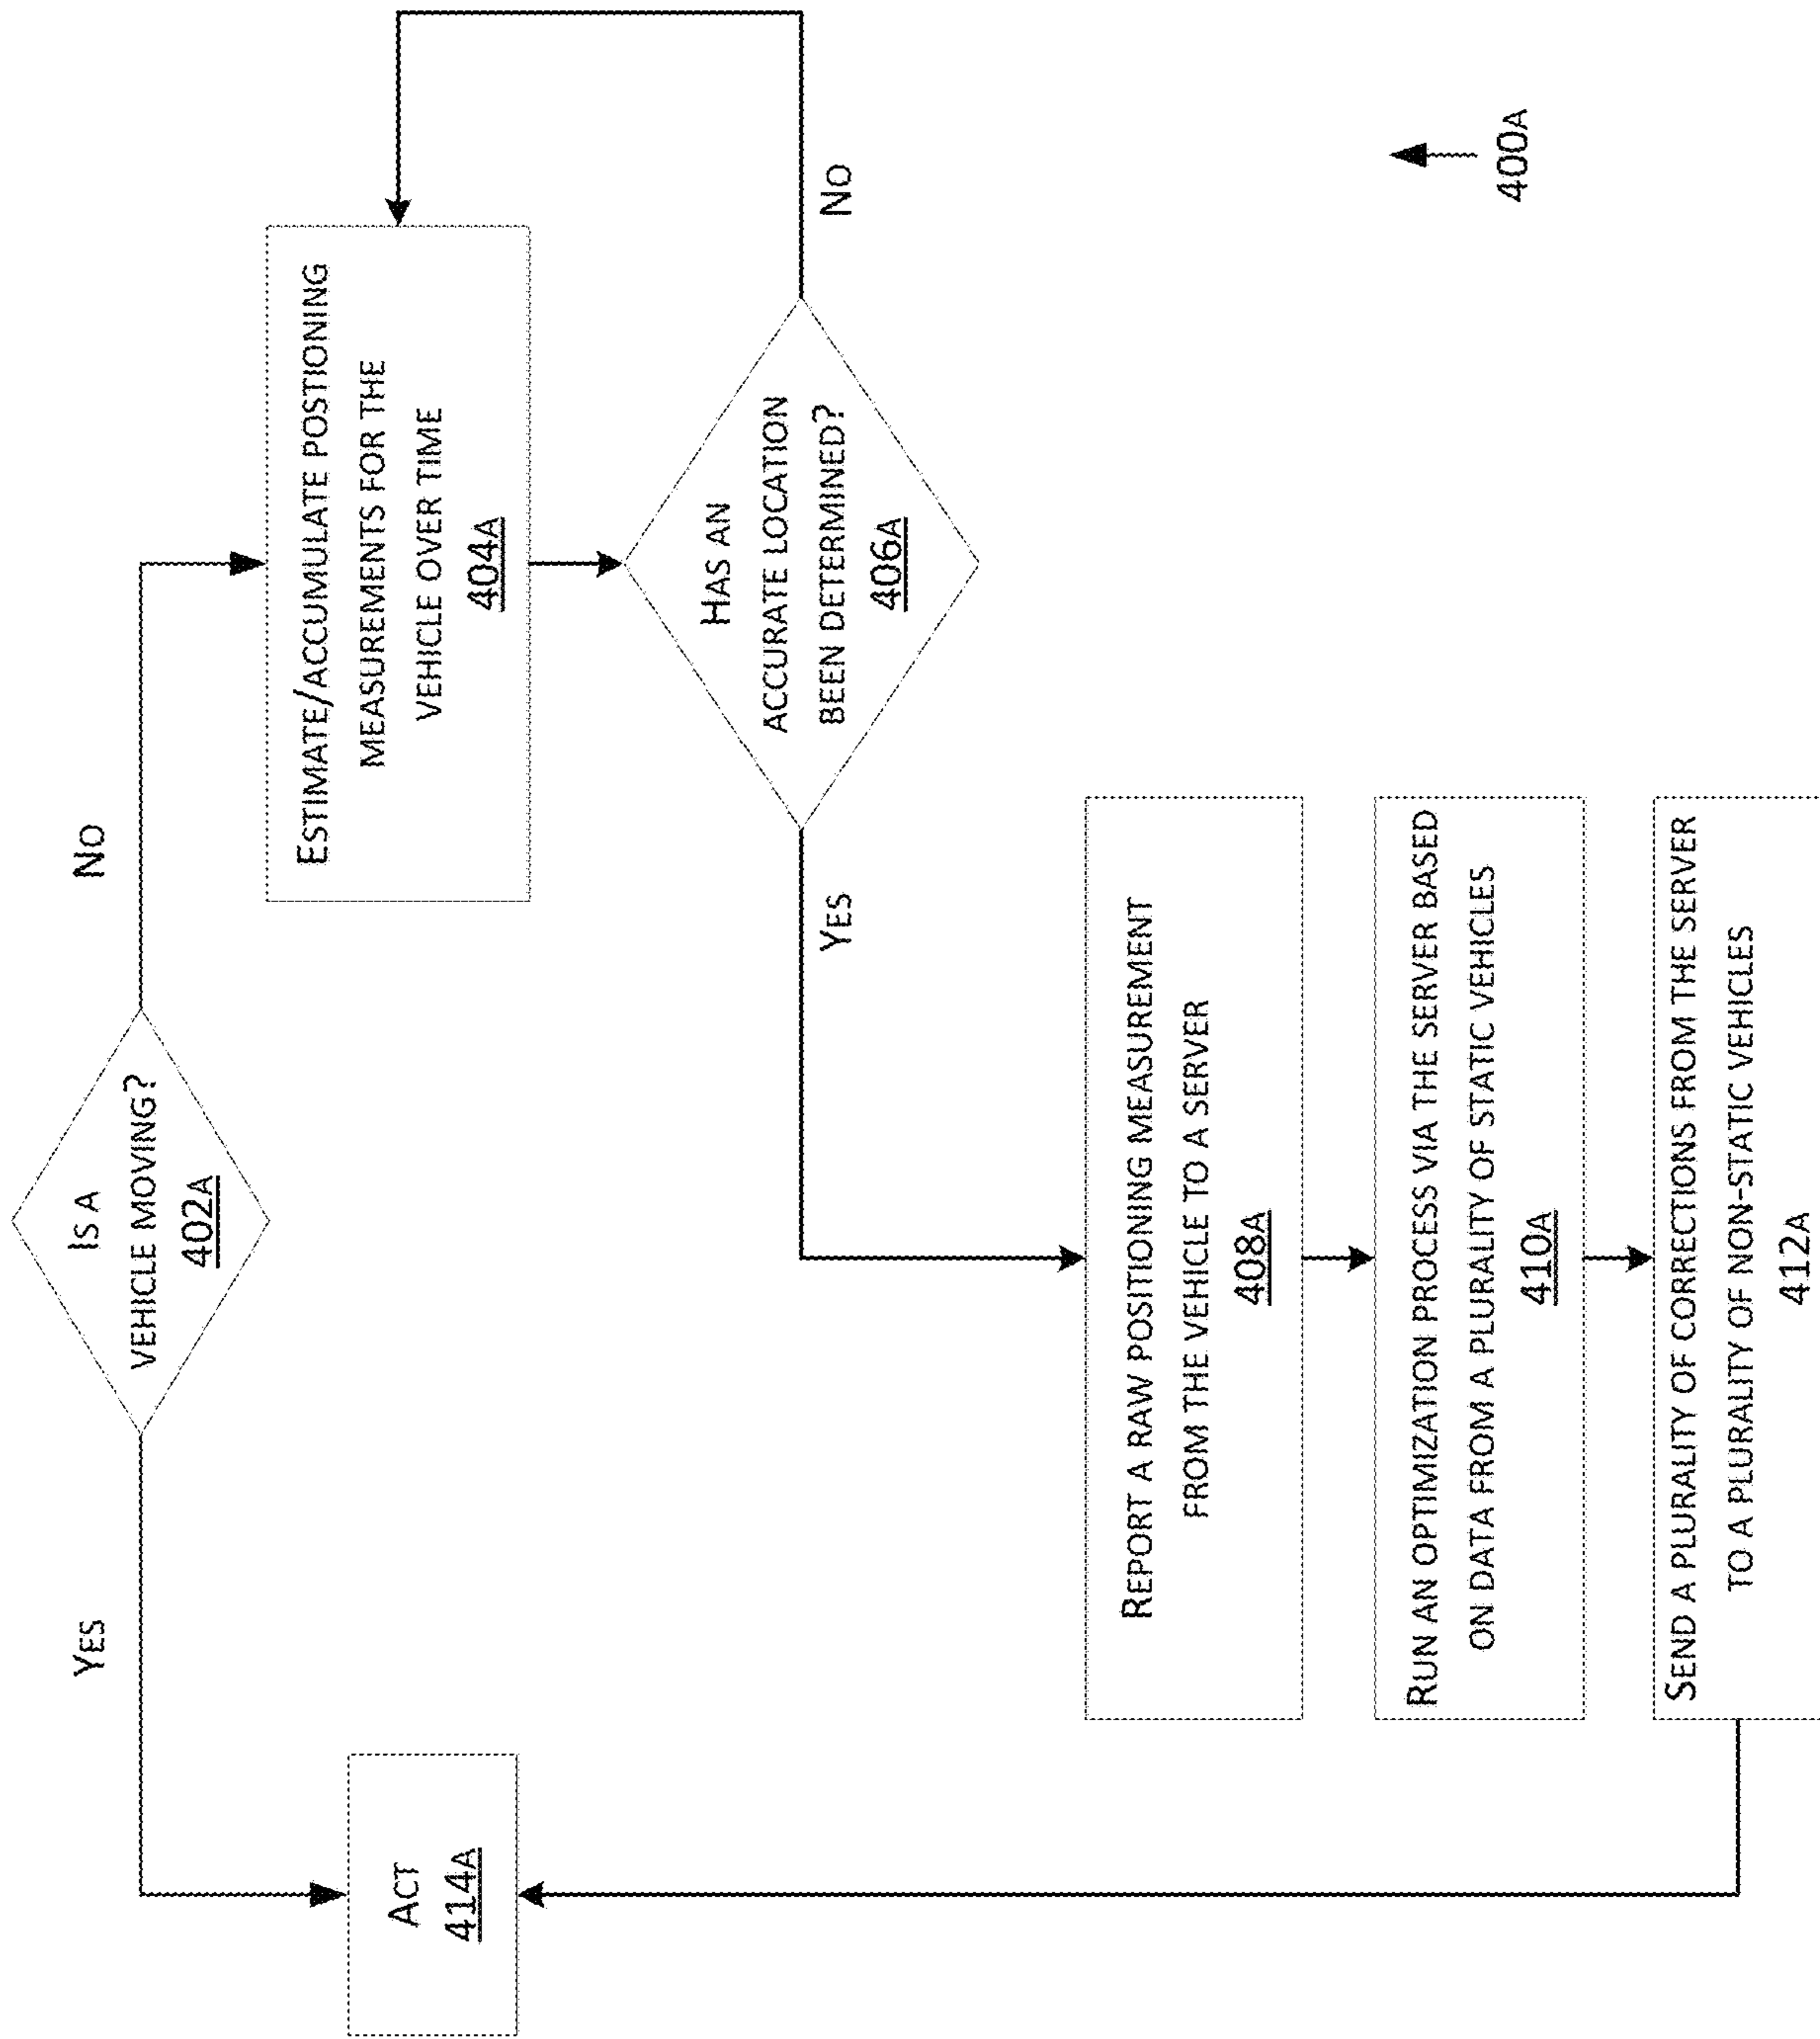 IS A
VEHICLE MOVING?
402A
YES
NO
ACT
414A
ESTIMATE/ACCUMULATE POSTIONING
MEASUREMENTS FOR THE
VEHICLE OVER TIME
404A
HAS AN
ACCURATE LOCATION
BEEN DETERMINED?
406A
YES
NO
REPORT A RAW POSITIONING MEASUREMENT
FROM THE VEHICLE TO A SERVER
408A
RUN AN OPTIMIZATION PROCESS VIA THE SERVER BASED
ON DATA FROM A PLURALITY OF STATIC VEHICLES
410A
SEND A PLURALITY OF CORRECTIONS FROM THE SERVER
TO A PLURALITY OF NON-STATIC VEHICLES
412A
400A